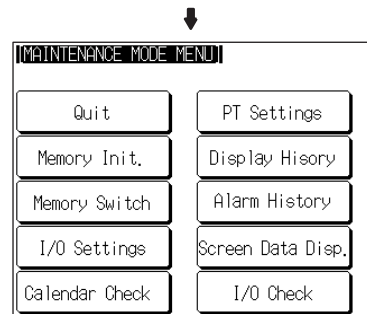 [MAINTENANCE MODE MENU]
Quit
PT Settings
Memory Init.
Display Hisory
Memory Switch
Alarm History
I/O Settings
Screen Data Disp.
Calendar Check
I/O Check